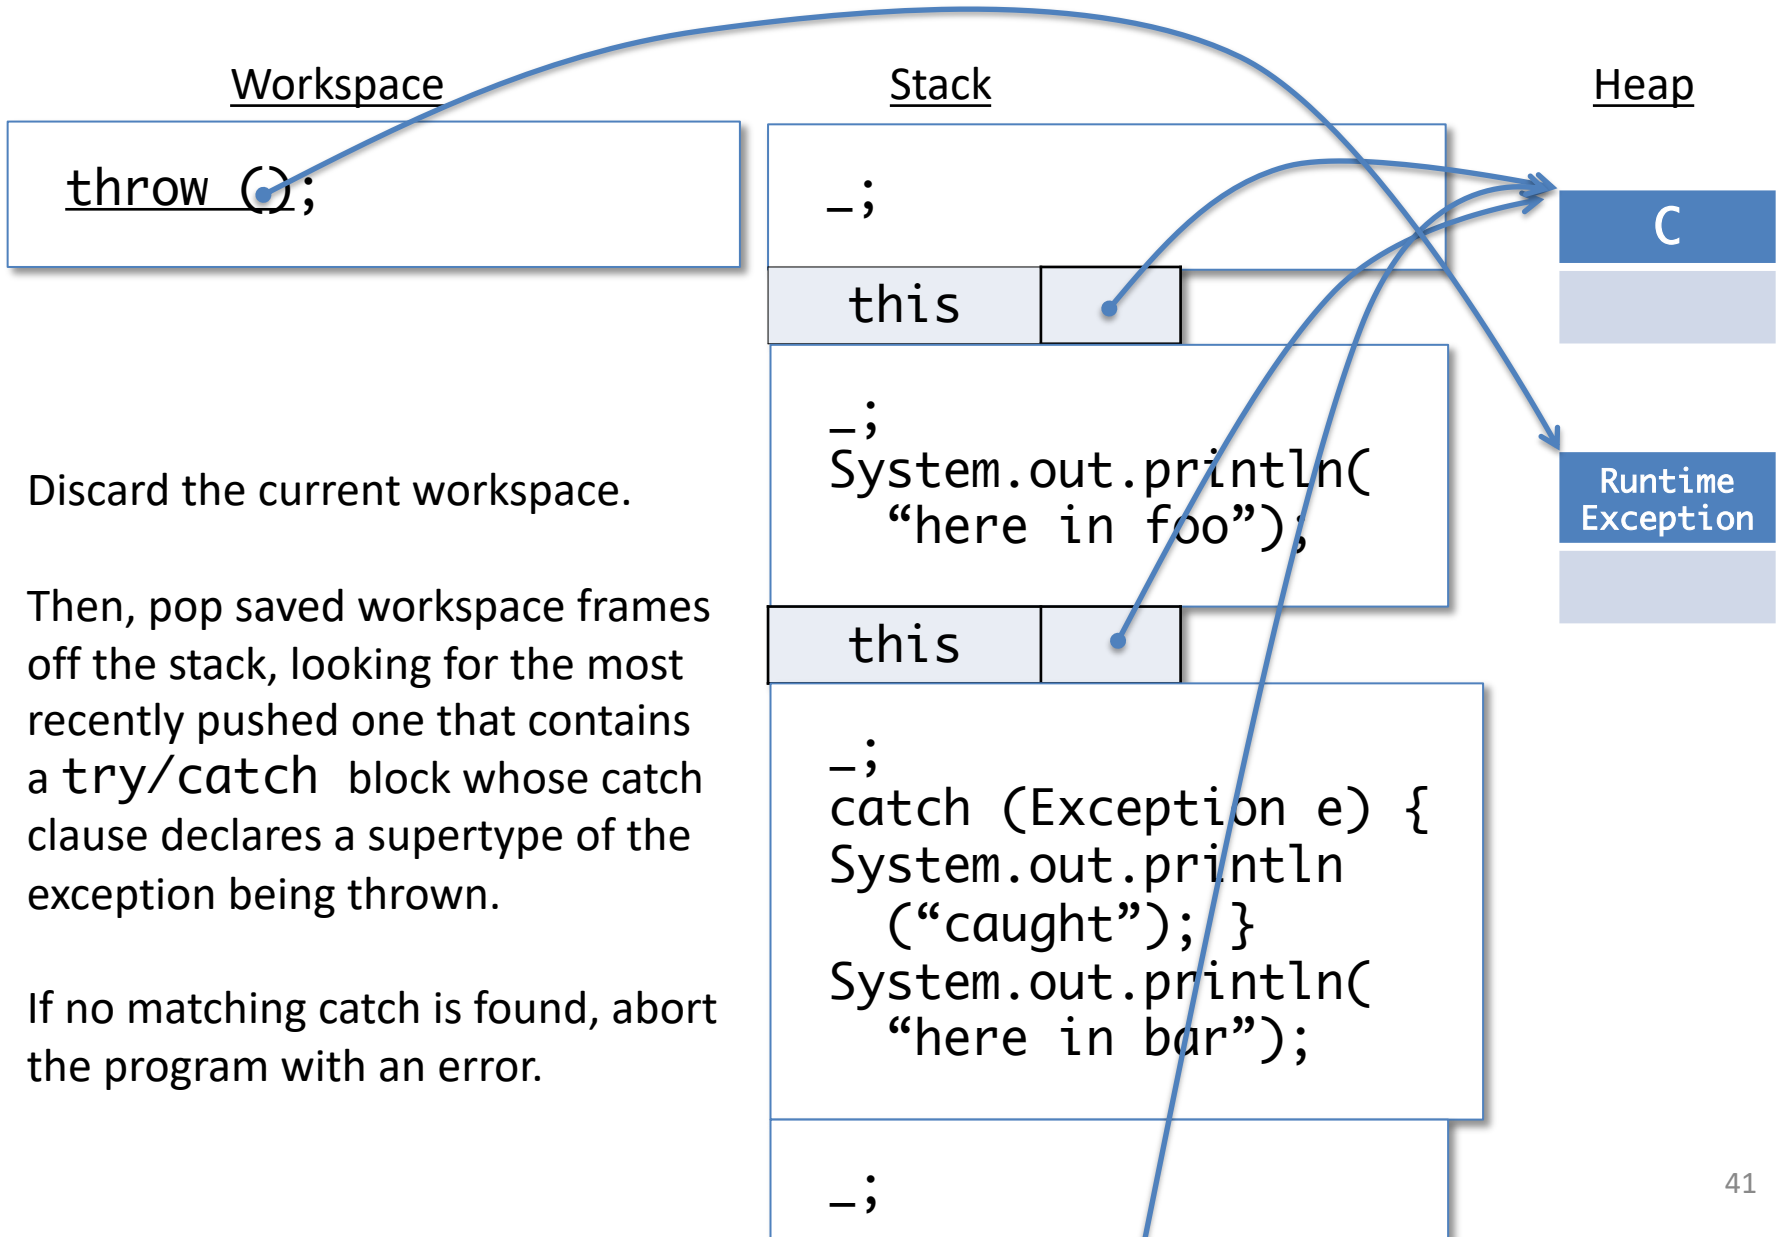 Workspace
Stack
Heap
throw ();
Discard the current workspace.
Then, pop saved workspace frames
off the stack, looking for the most
recently pushed one that contains
a try/catch block whose catch
clause declares a supertype of the
exception being thrown.
If no matching catch is found, abort
the program with an error.
_;
this
_;
System.out.println(
“here in foo”);
this
_;
catch (Exception e) {
System.out.println
(“caught”); }
System.out.println(
“here in bar”);
_;
C
Runtime
Exception
41